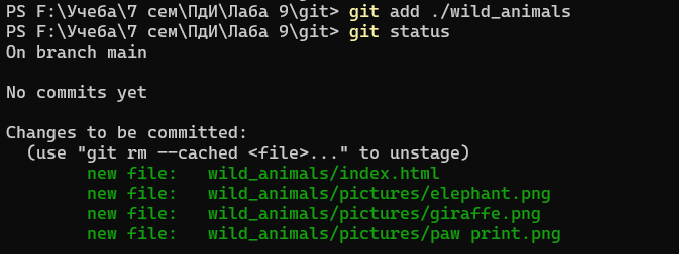 PS F:\Учеба\7 сем\ПдИ\Лаба 9\git> git add ./wild_animals
PS F:\Учеба\7 сем\ПдИ\Лаба 9\git> git status
On branch main

No commits yet

Changes to be committed:
  (use "git rm --cached <file>..." to unstage)
        new file:   wild_animals/index.html
        new file:   wild_animals/pictures/elephant.png
        new file:   wild_animals/pictures/giraffe.png
        new file:   wild_animals/pictures/paw print.png